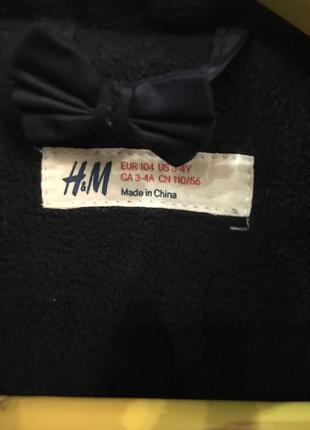 H&M
EUR 104 US 3-4Y
CA 3-4A CN 110/56
Made in China